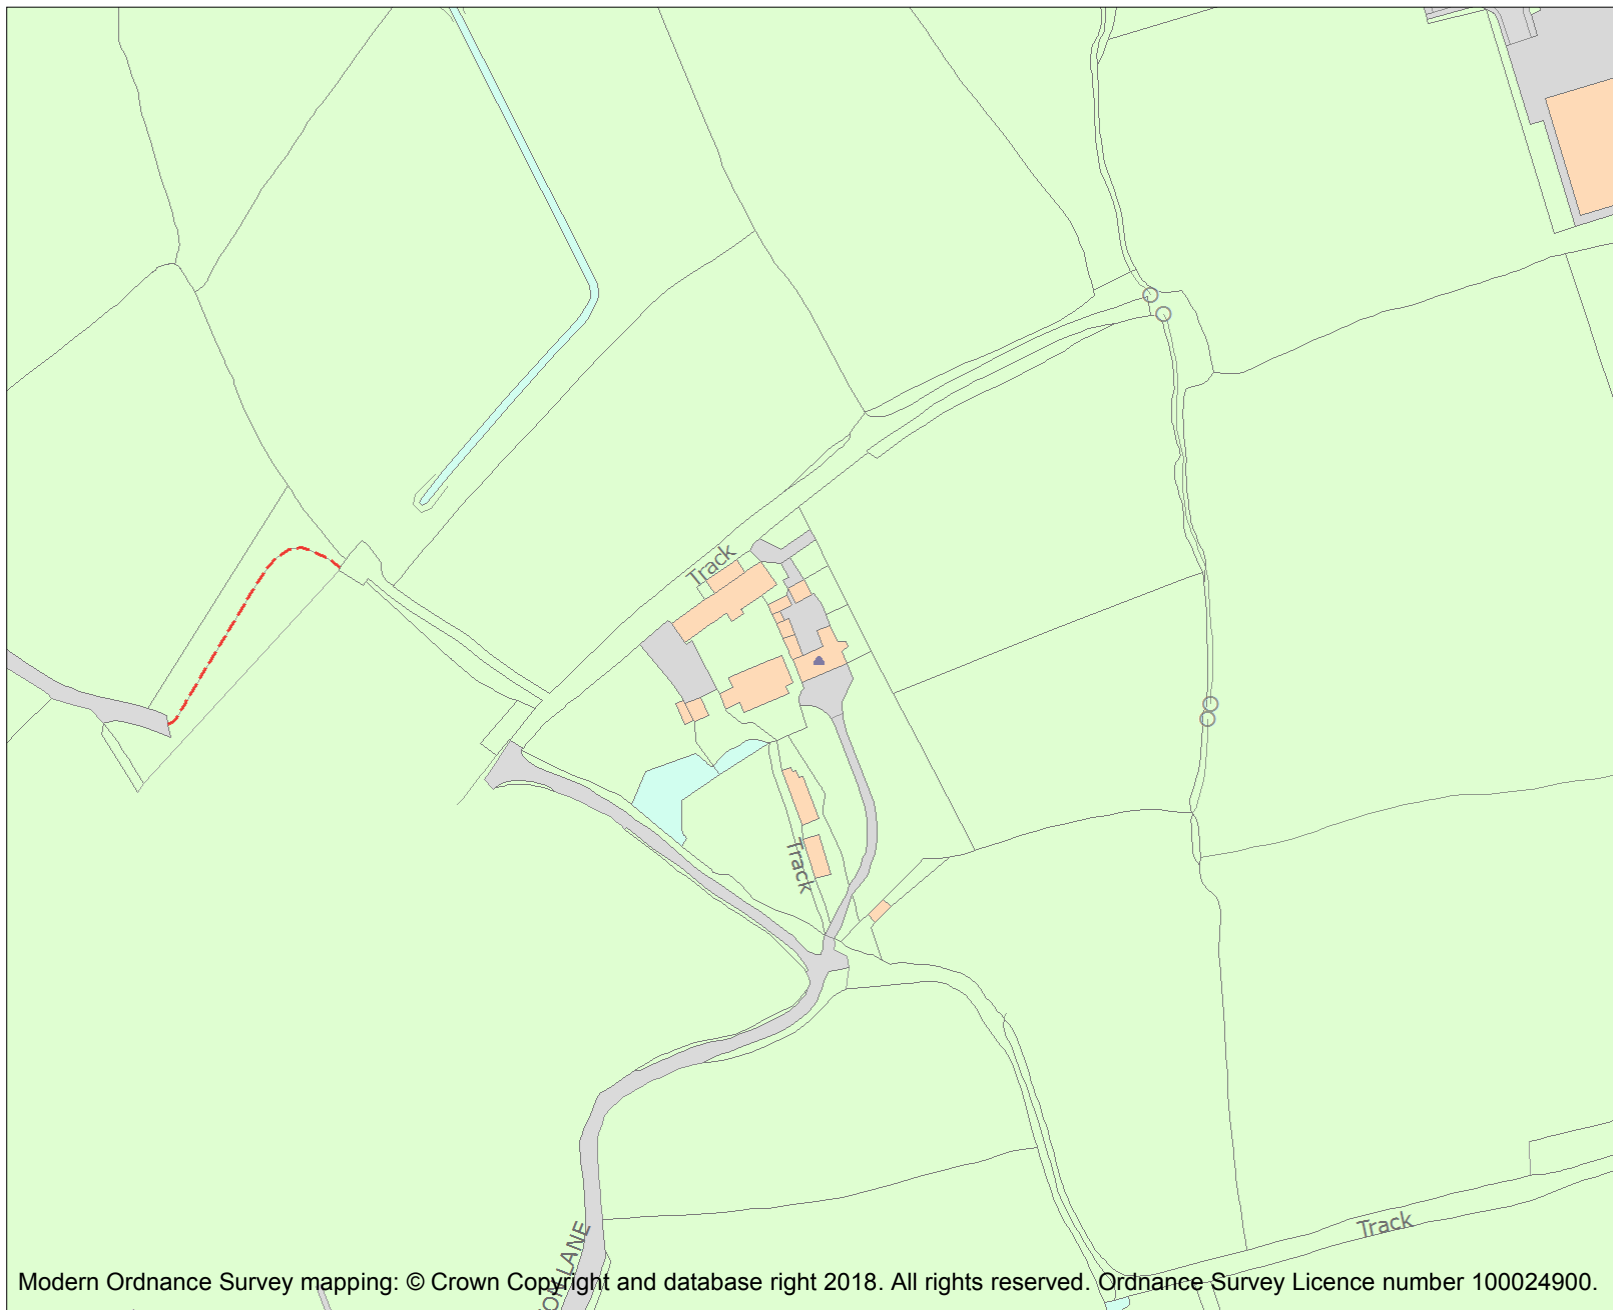 Track
Track
Track
LANE
Modern Ordnance Survey mapping: © Crown Copyright and database right 2018. All rights reserved. Ordnance Survey Licence number 100024900.